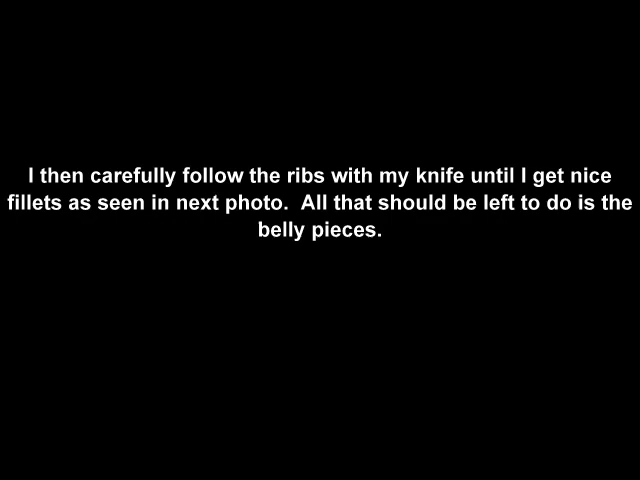 I then carefully follow the ribs with my knife until I get nice
fillets as seen in next photo.  All that should be left to do is the
belly pieces.